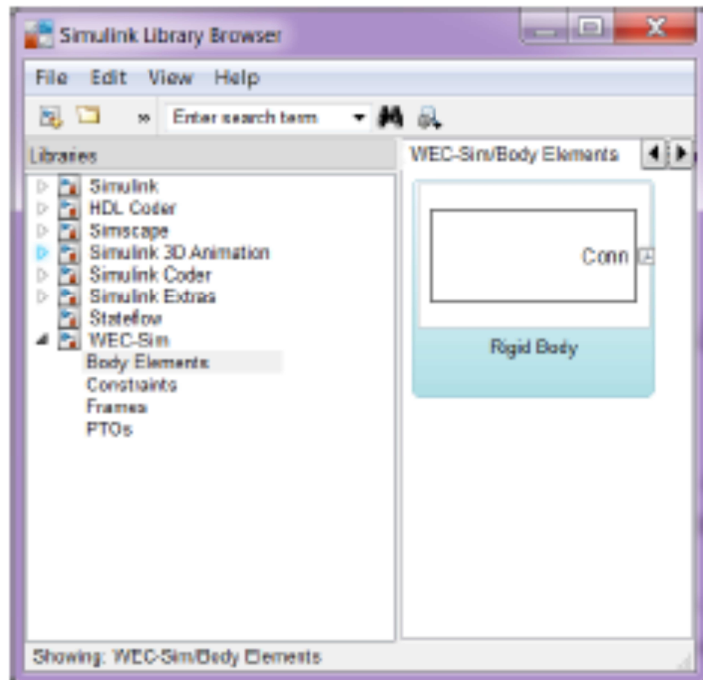 Simulink Library Browser
File Edit View Help
» Enter search term
Libraries
WEC-Sim/Body Elements
Simulink
HDL Coder
Simscape
Simulink 3D Animation
Simulink Coder
Simulink Extras
Stateflow
WEC-Sim
Body Elements
Constraints
Frames
PTOs
Conn
Rigid Body
Showing: WEC-Sim/Body Elements